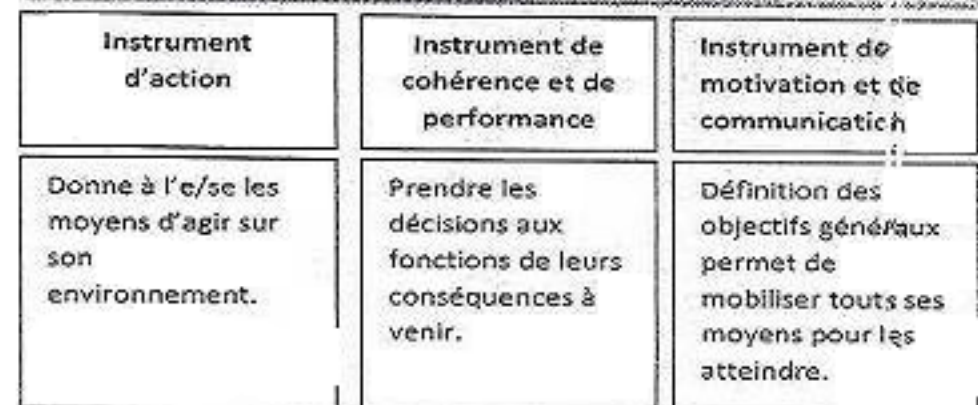 Instrument
d'action
Instrument de
cohérence et de
performance
Instrument de
motivation et de
communication
Donne à l'e/se les
moyens d'agir sur
son
environnement.
Prendre les
décisions aux
fonctions de leurs
conséquences à
venir.
Définition des
objectifs généraux
permet de
mobiliser touts ses
moyens pour les
atteindre.